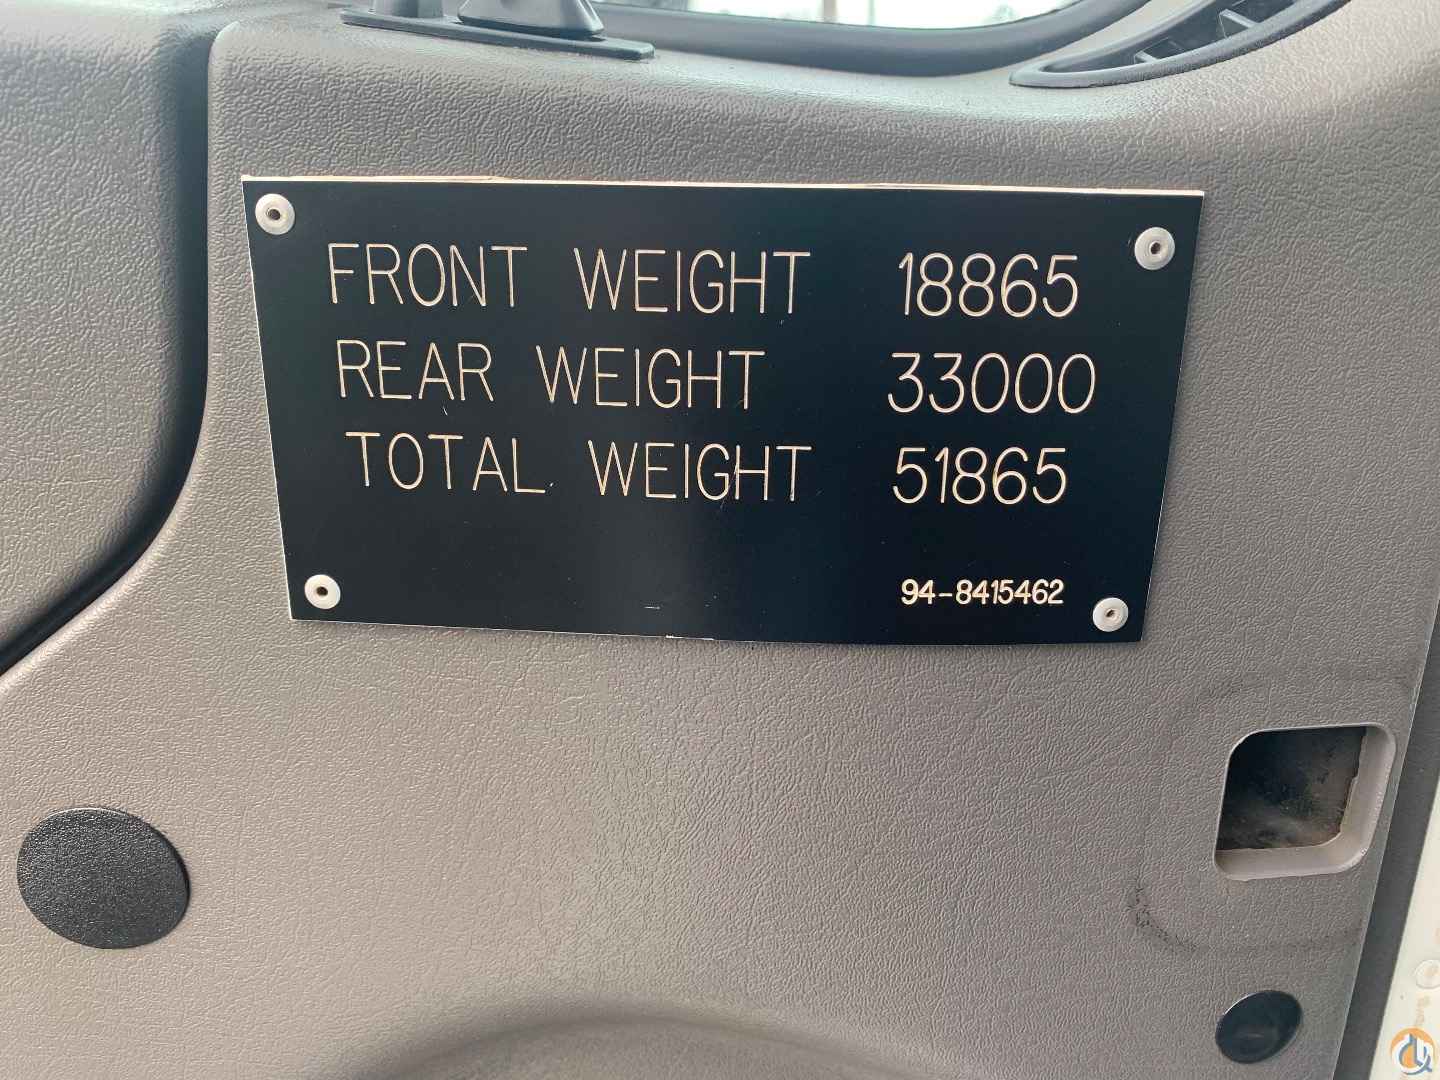 FRONT WEIGHT 18865
REAR WEIGHT 33000
TOTAL WEIGHT 51865
94-8415462